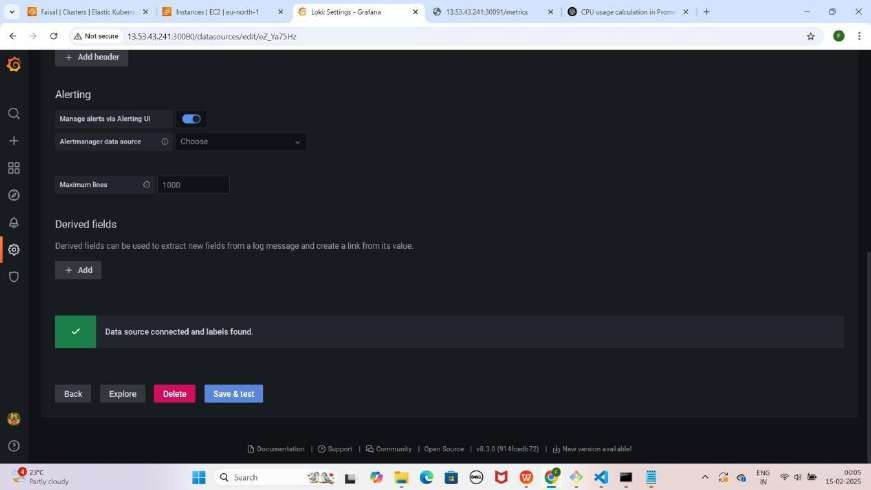 Faisal | Clusters | Elastic Kuberne
Instances | EC2 | eu-north-1
Loki: Settings - Grafana
13.53.43.241:30091/metrics
CPU usage calculation in Prome
Not secure
13.53.43.241:30080/datasources/edit/eZ_Ya75Hz
F
+ Add header
Alerting
Manage alerts via Alerting UI
Alertmanager data source
Choose
Maximum lines
1000
Derived fields
Derived fields can be used to extract new fields from a log message and create a link from its value.
+ Add
Data source connected and labels found.
Back
Explore
Delete
Save & test
Documentation | Support | Community | Open Source | v8.3.0 (914fcedb72) | New version available!
4
23°C
Partly cloudy
Search
ENG
IN
00:05
15-02-2025